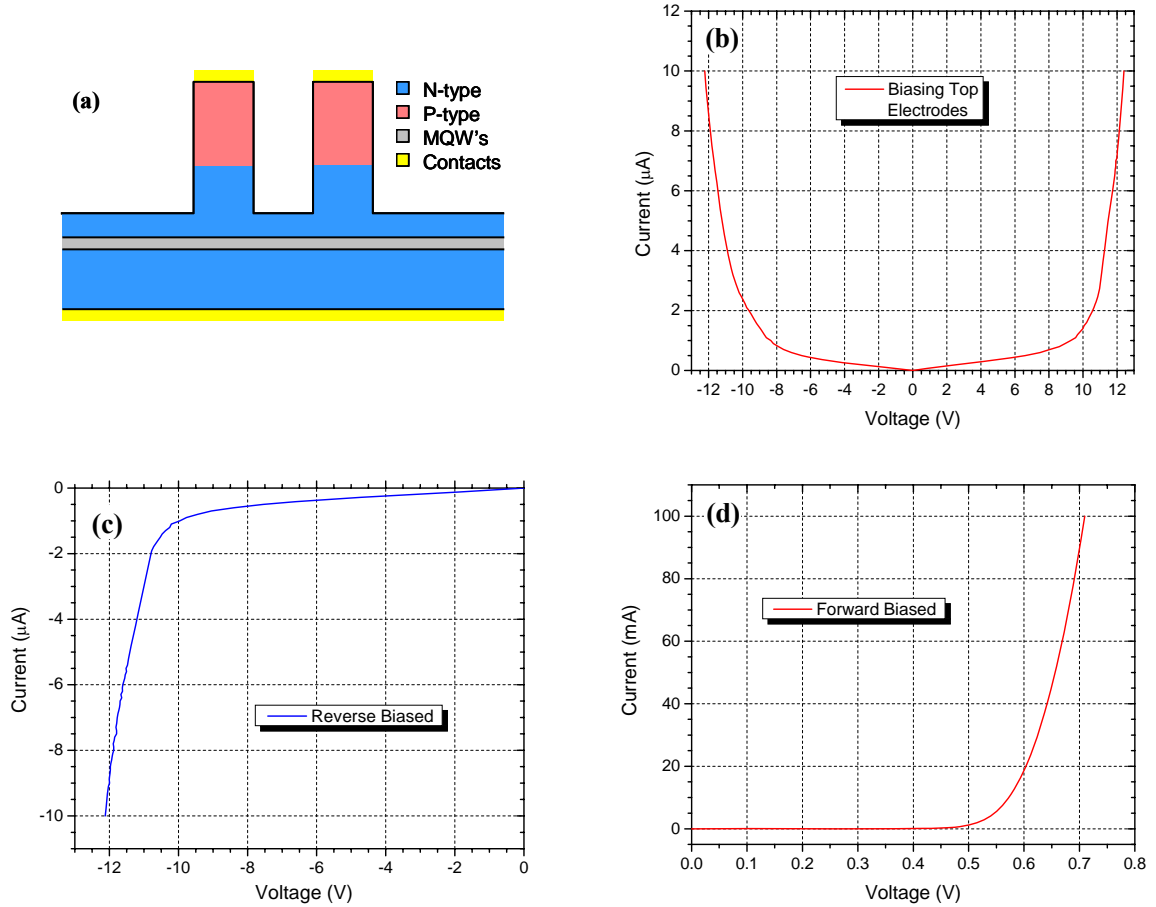 (a)
N-type
P-type
MQW's
Contacts
(b)
12
10
8
6
4
2
0
Current (μA)
-12 -10 -8 -6 -4 -2 0 2 4 6 8 10 12
Voltage (V)
Biasing Top
Electrodes
(c)
0
-2
-4
-6
-8
-10
Current (μA)
-12 -10 -8 -6 -4 -2 0
Voltage (V)
Reverse Biased
(d)
100
80
60
40
20
0
Current (mA)
0.0 0.1 0.2 0.3 0.4 0.5 0.6 0.7 0.8
Voltage (V)
Forward Biased